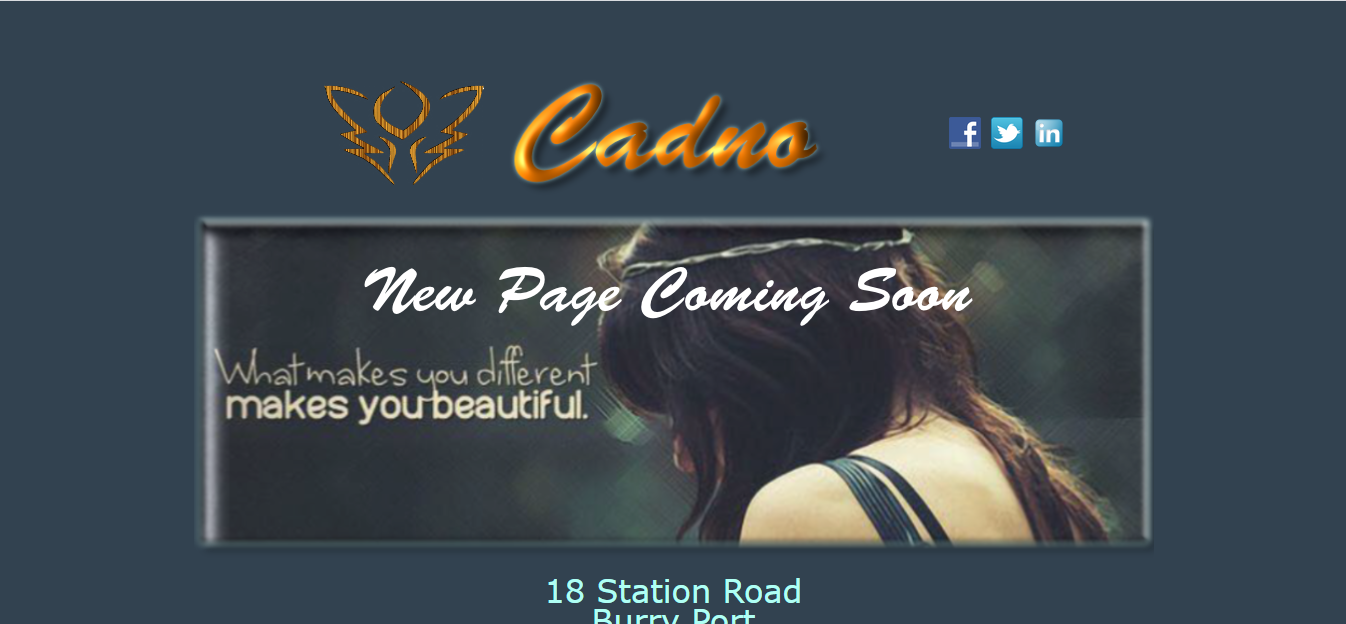 Cadno
f
in
New Page Coming Soon
What makes you different
makes you beautiful.
18 Station Road
Burry Port